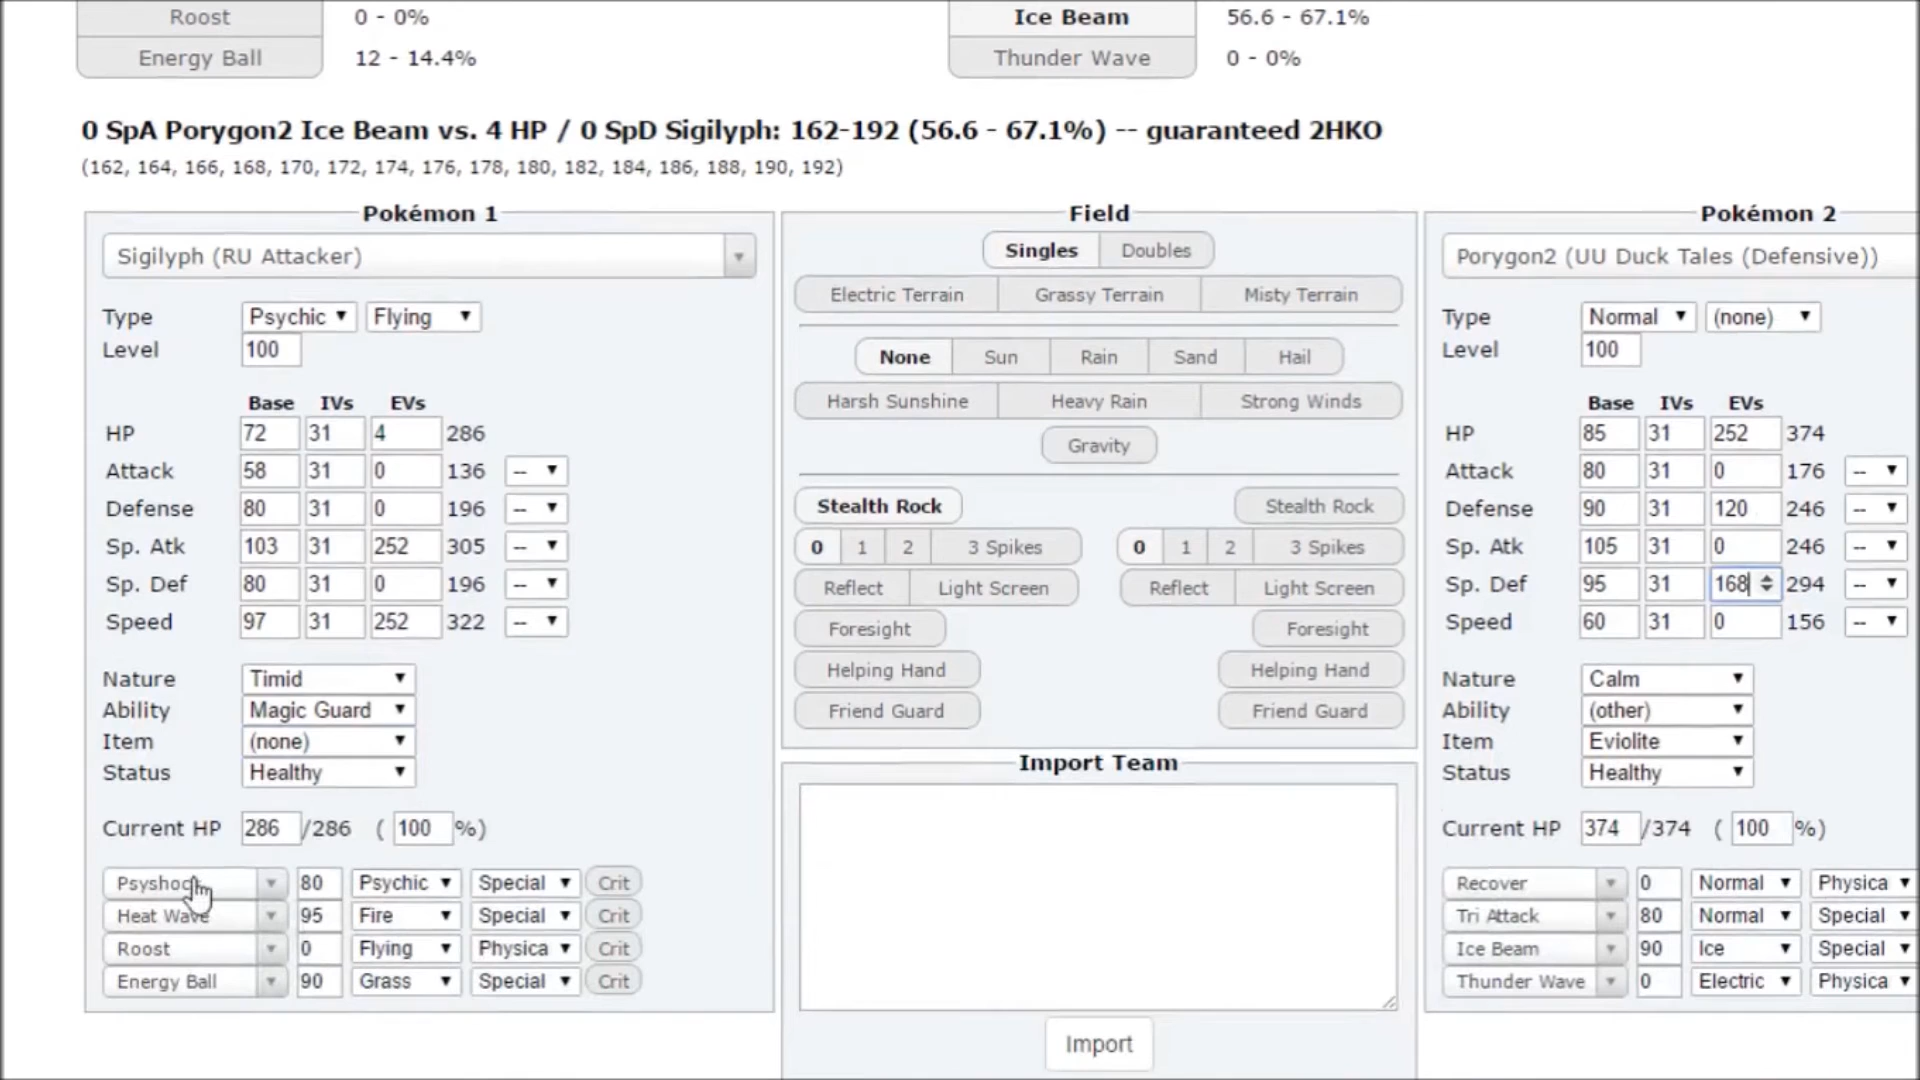 Roost 0 - 0% Ice Beam 56.6 - 67.1%
Energy Ball 12 - 14.4% Thunder Wave 0 - 0%
0 SpA Porygon2 Ice Beam vs. 4 HP / 0 SpD Sigilyph: 162-192 (56.6 - 67.1%) -- guaranteed 2HKO
(162, 164, 166, 168, 170, 172, 174, 176, 178, 180, 182, 184, 186, 188, 190, 192)
Pokémon 1
Sigilyph (RU Attacker)
Type Psychic Flying
Level 100
Base IVs EVs
HP 72 31 4 286
Attack 58 31 0 136 --
Defense 80 31 0 196 --
Sp. Atk 103 31 252 305 --
Sp. Def 80 31 0 196 --
Speed 97 31 252 322 --
Nature Timid
Ability Magic Guard
Item (none)
Status Healthy
Current HP 286 /286 ( 100 %)
Psyshock 80 Psychic Special Crit
Heat Wave 95 Fire Special Crit
Roost 0 Flying Physica Crit
Energy Ball 90 Grass Special Crit
Field
Singles Doubles
Electric Terrain Grassy Terrain Misty Terrain
None Sun Rain Sand Hail
Harsh Sunshine Heavy Rain Strong Winds
Gravity
Stealth Rock Stealth Rock
0 1 2 3 Spikes 0 1 2 3 Spikes
Reflect Light Screen Reflect Light Screen
Foresight Foresight
Helping Hand Helping Hand
Friend Guard Friend Guard
Import Team
Import
Pokémon 2
Porygon2 (UU Duck Tales (Defensive))
Type Normal (none)
Level 100
Base IVs EVs
HP 85 31 252 374
Attack 80 31 0 176 --
Defense 90 31 120 246 --
Sp. Atk 105 31 0 246 --
Sp. Def 95 31 168 294 --
Speed 60 31 0 156 --
Nature Calm
Ability (other)
Item Eviolite
Status Healthy
Current HP 374 /374 ( 100 %)
Recover 0 Normal Physica
Tri Attack 80 Normal Special
Ice Beam 90 Ice Special
Thunder Wave 0 Electric Physica